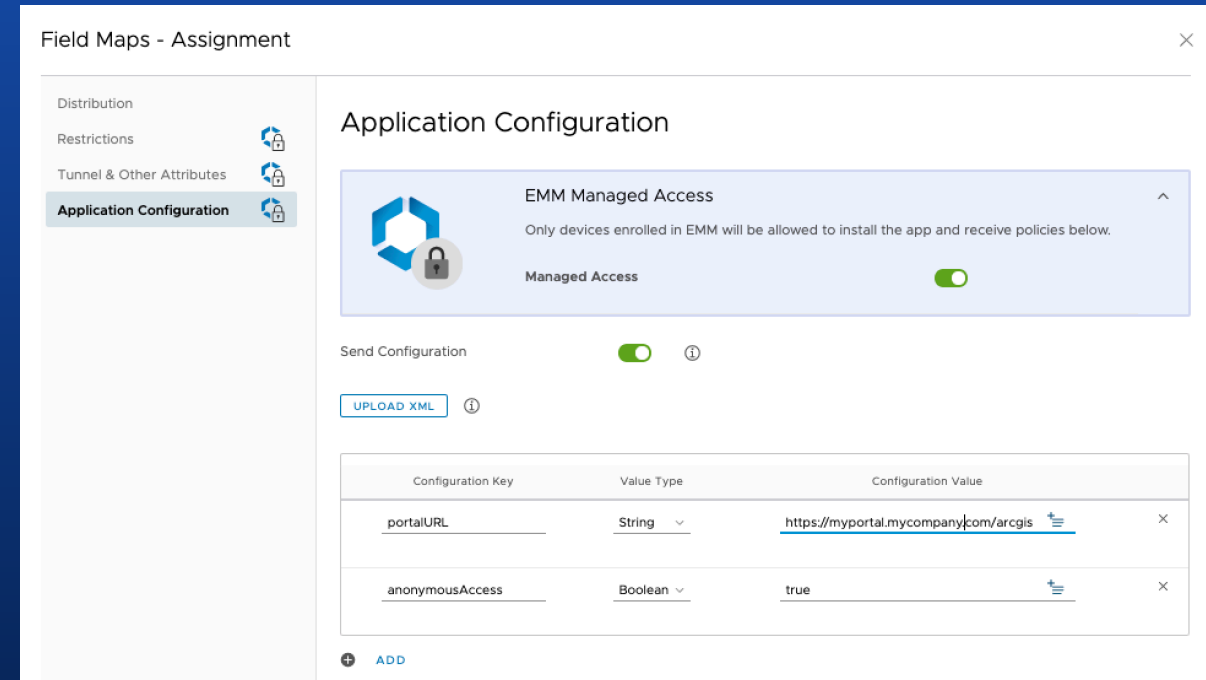 Field Maps - Assignment
Distribution
Restrictions
Tunnel & Other Attributes
Application Configuration
Application Configuration
EMM Managed Access
Only devices enrolled in EMM will be allowed to install the app and receive policies below.
Managed Access
Send Configuration
UPLOAD XML
Configuration Key Value Type Configuration Value
portalURL String https://myportal.mycompany.com/arcgis
anonymousAccess Boolean true
ADD